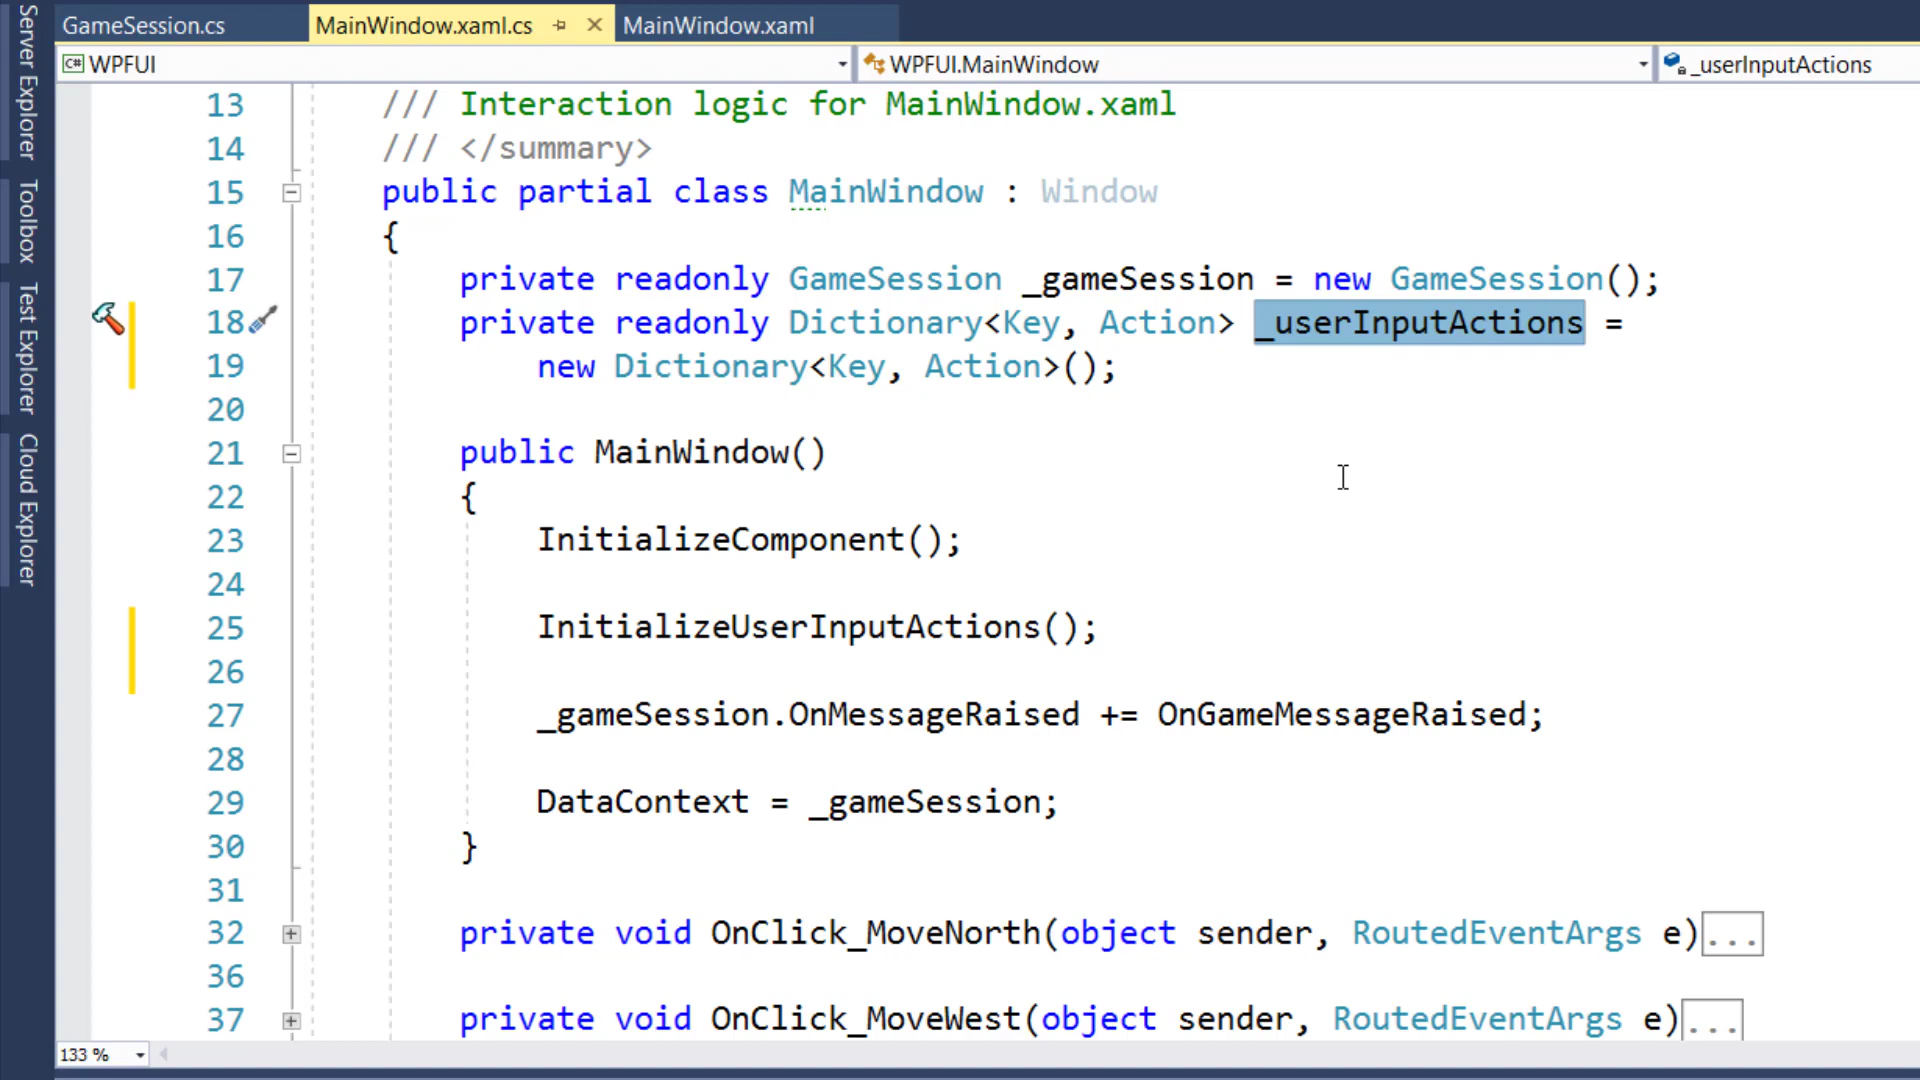 GameSession.cs MainWindow.xaml.cs MainWindow.xaml
C# WPFUI WPFUI.MainWindow _userInputActions
Server Explorer
Toolbox
Test Explorer
Cloud Explorer
13 /// Interaction logic for MainWindow.xaml
14 /// </summary>
15 public partial class MainWindow : Window
16 {
17 private readonly GameSession _gameSession = new GameSession();
18 private readonly Dictionary<Key, Action> _userInputActions =
19 new Dictionary<Key, Action>();
20
21 public MainWindow()
22 {
23 InitializeComponent();
24
25 InitializeUserInputActions();
26
27 _gameSession.OnMessageRaised += OnGameMessageRaised;
28
29 DataContext = _gameSession;
30 }
31
32 private void OnClick_MoveNorth(object sender, RoutedEventArgs e)...
36
37 private void OnClick_MoveWest(object sender, RoutedEventArgs e)...
133 %